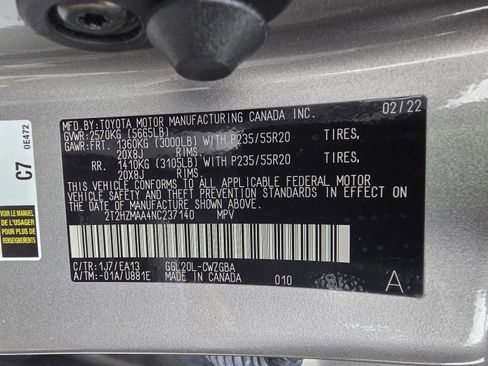 MFD.BY:TOYOTA MOTOR MANUFACTURING CANADA INC. 02/22
GVWR:2570KG (5665LB)
GAWR:FRT. 1360KG (3000LB) WITH P235/55R20 TIRES,
20X8J RIMS.
RR. 1410KG (3105LB) WITH P235/55R20 TIRES,
20X8J RIMS.
THIS VEHICLE CONFORMS TO ALL APPLICABLE FEDERAL MOTOR
VEHICLE SAFETY AND THEFT PREVENTION STANDARDS IN EFFECT ON
THE DATE OF MANUFACTURE SHOWN ABOVE.
2T2HZMAA4NC237140 MPV
C/TR:1J7/EA13 GGL20L-CWZGBA
A/TM:-01A/U881E MADE IN CANADA 010 A
C7 0E472
VOIR LE MANUEL
DE L'USAGER
POUR PLUS
D'INFORMATION